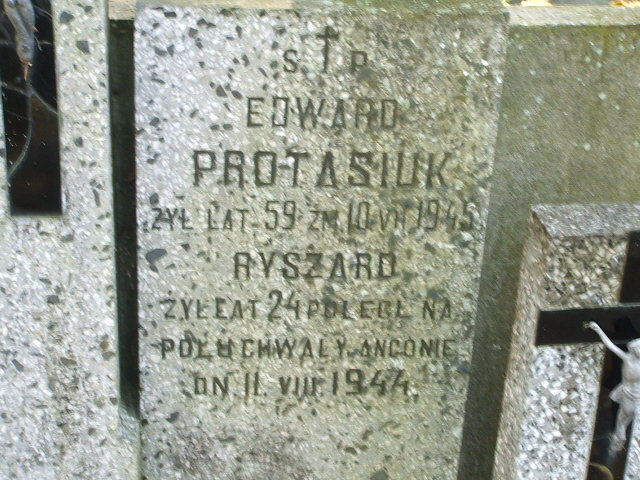 Ś † P
EDWARD
PROTASIUK
ŻYŁ LAT 59 ZM. 10 VII 1945
RYSZARD
ŻYŁ LAT 24 POLEGŁ NA
POLU CHWAŁY. ANCONIE
DN. 11. VIII 1944.